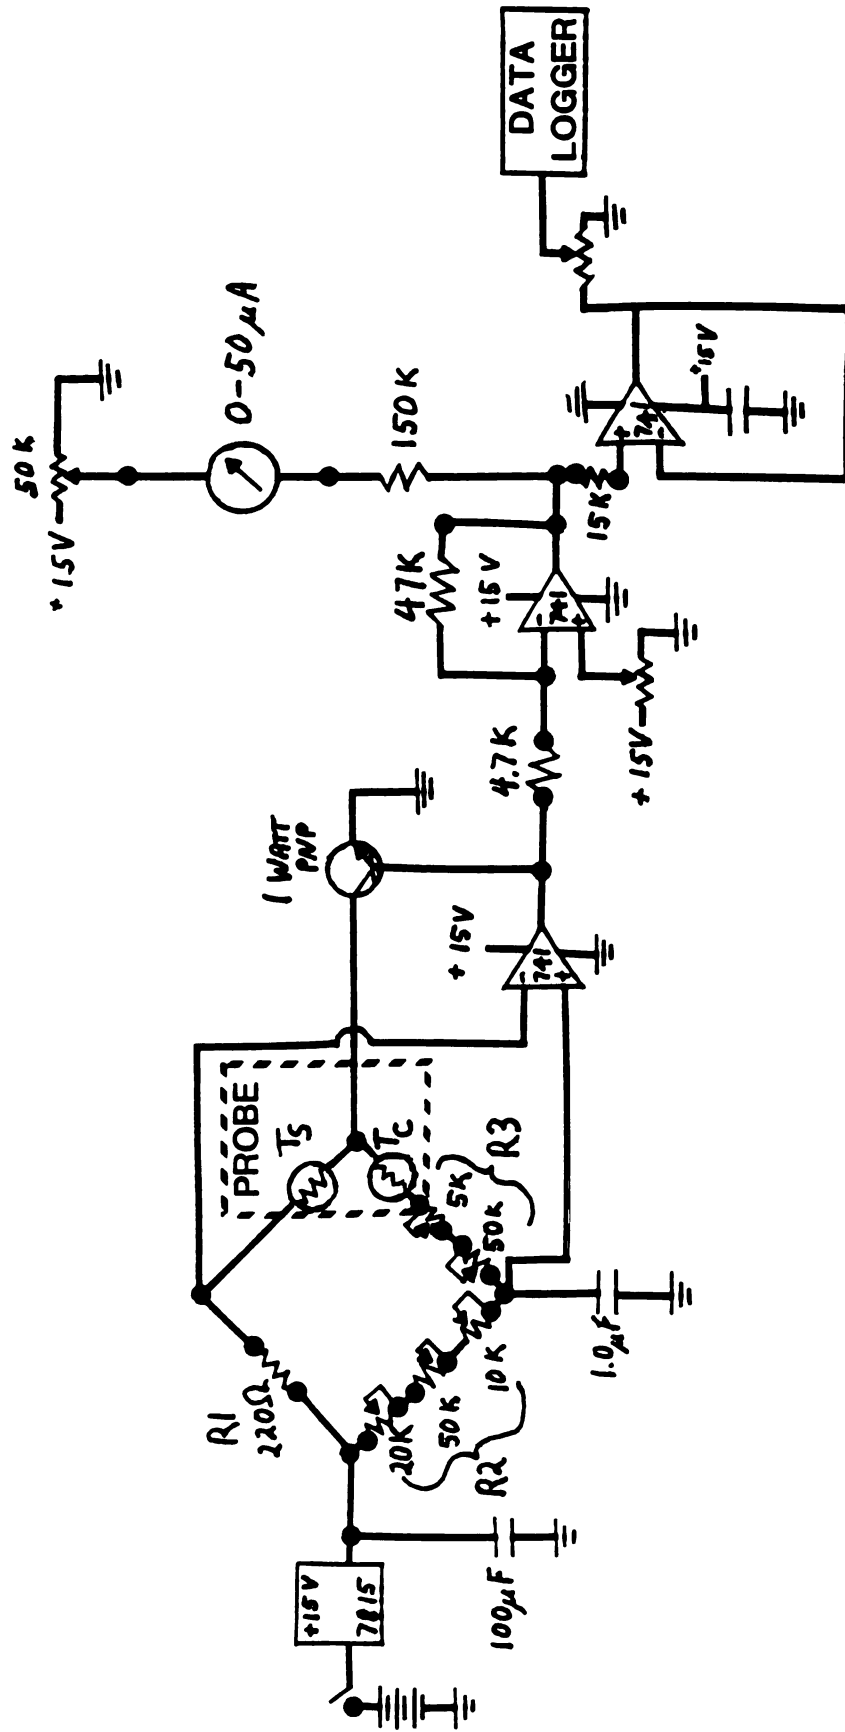 +15V
7815
100µF
R1
220Ω
20K
50K
10K
R2
1.0µF
PROBE
TS
TC
5K
50K
R3
1 WATT
PNP
+15V
-
741
+
4.7K
47K
+15V
-
741
+
+15V
50K
+15V
0-50µA
150K
15K
+
741
-
+15V
DATA
LOGGER